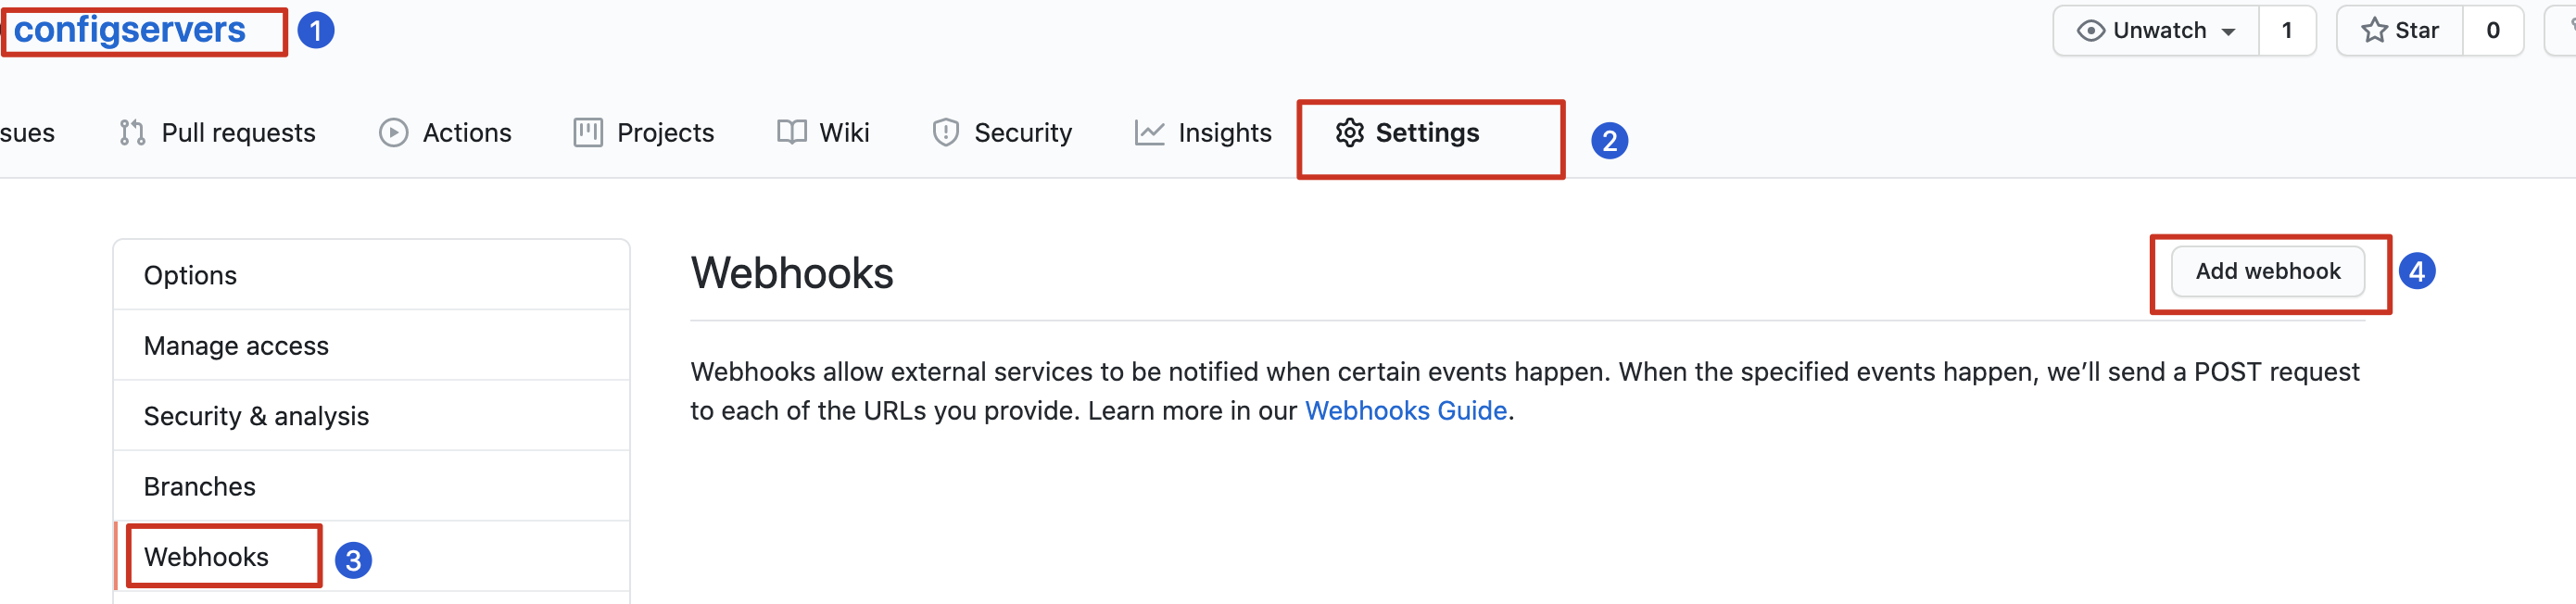 configservers 1 Unwatch 1 Star 0
sues Pull requests Actions Projects Wiki Security Insights Settings 2
Options
Manage access
Security & analysis
Branches
Webhooks 3
Webhooks
Add webhook 4
Webhooks allow external services to be notified when certain events happen. When the specified events happen, we’ll send a POST request
to each of the URLs you provide. Learn more in our Webhooks Guide.